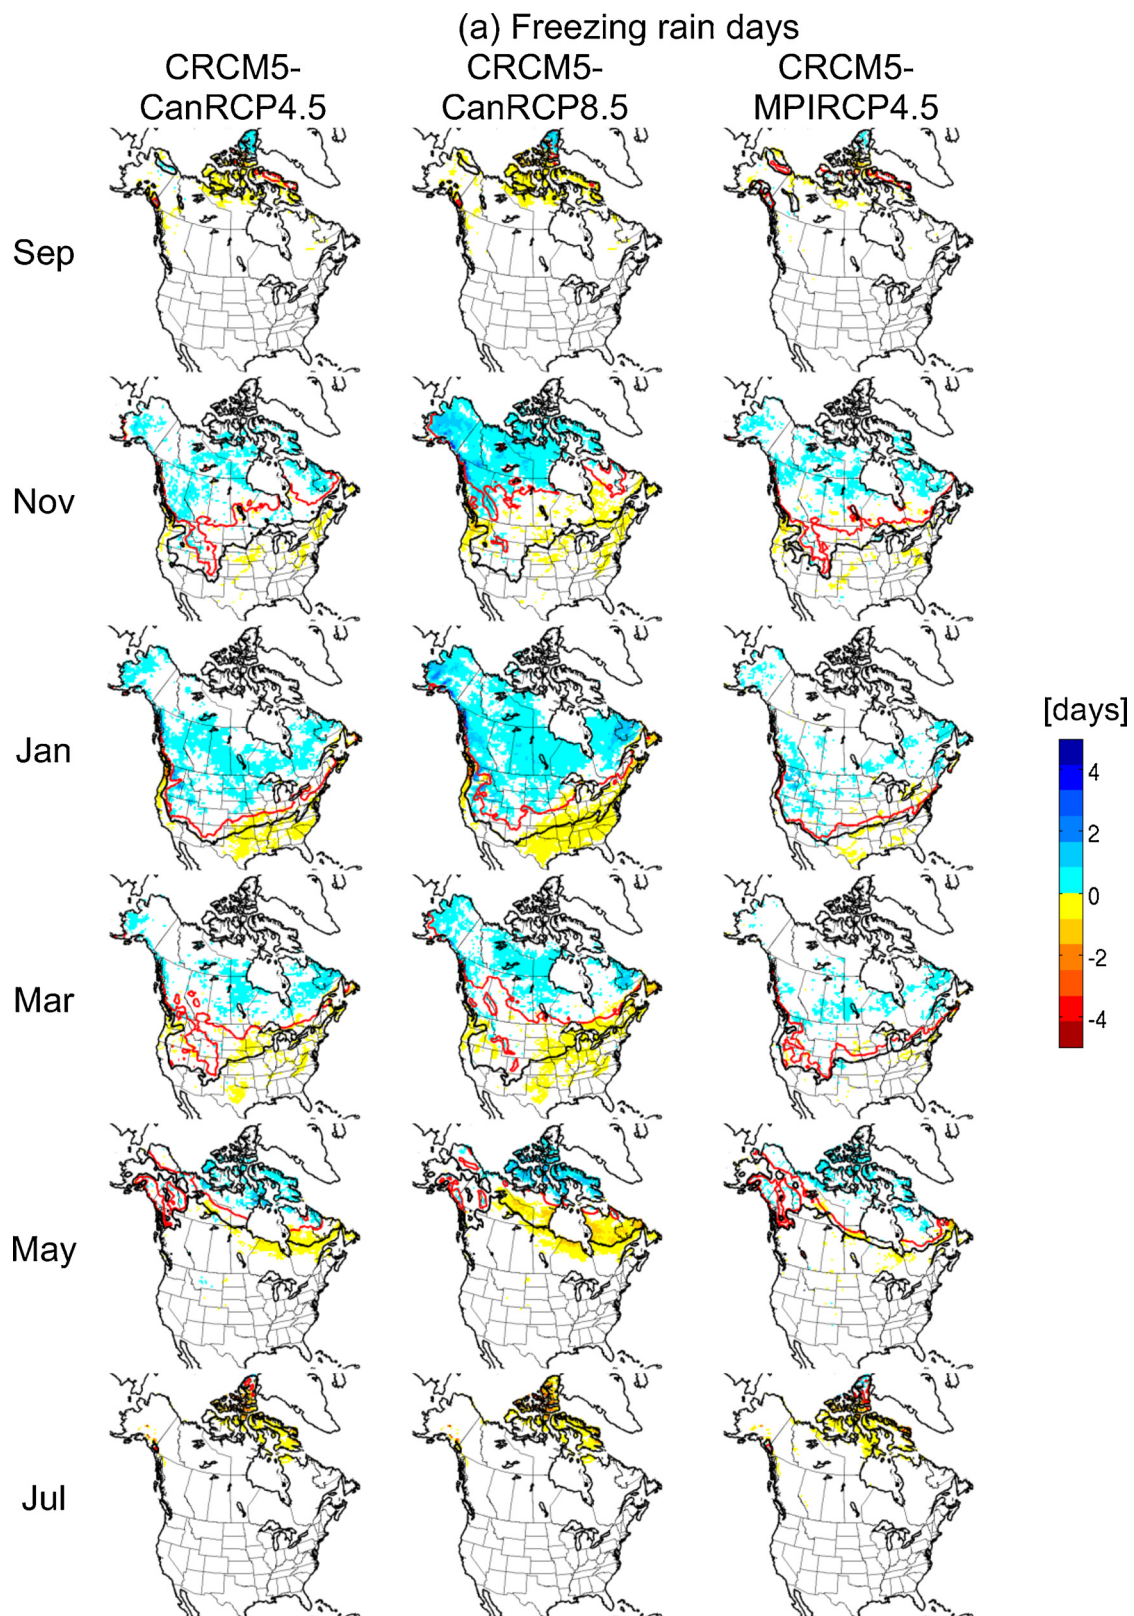 (a) Freezing rain days
CRCM5-
CanRCP4.5
CRCM5-
CanRCP8.5
CRCM5-
MPIRCP4.5
Sep
Nov
Jan
[days]
4
2
0
-2
-4
Mar
May
Jul